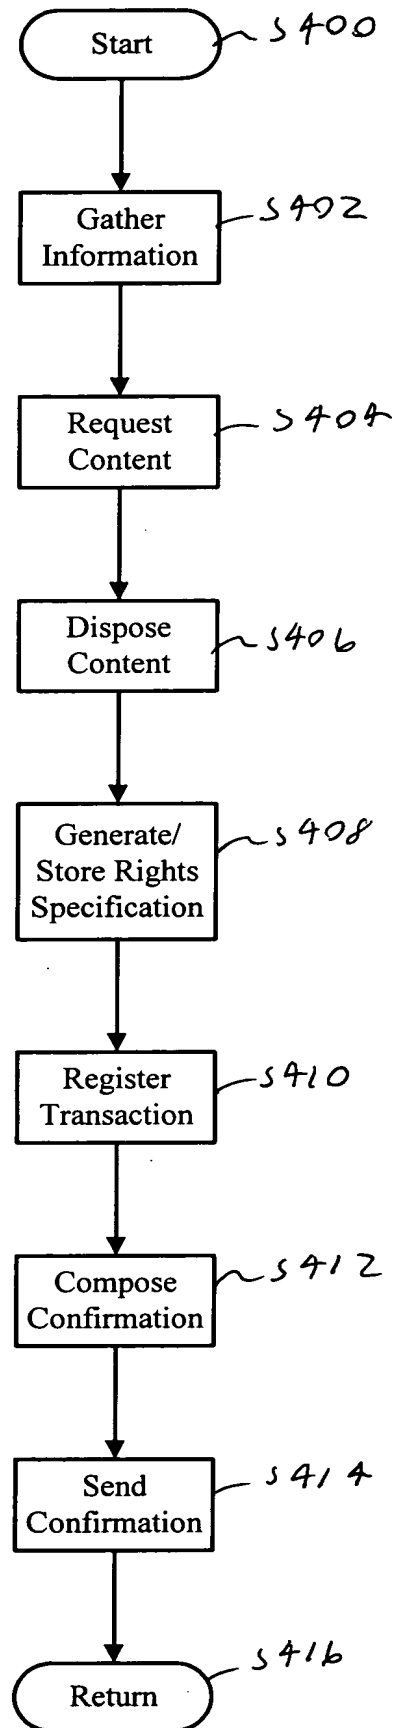 Start
S400
Gather
Information
S402
Request
Content
S404
Dispose
Content
S406
Generate/
Store Rights
Specification
S408
Register
Transaction
S410
Compose
Confirmation
S412
Send
Confirmation
S414
Return
S416